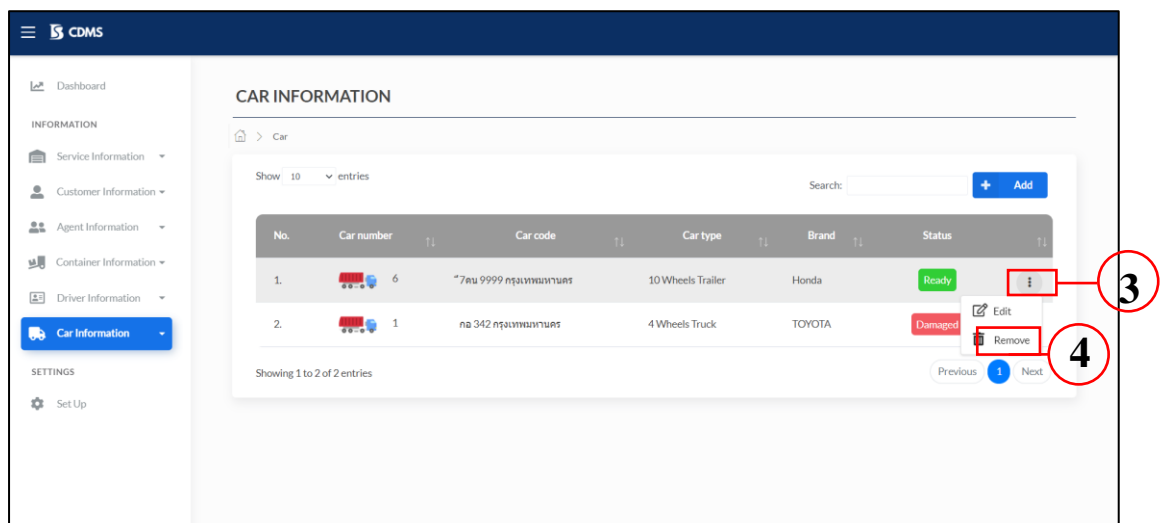 CDMS
Dashboard
INFORMATION
Service Information
Customer Information
Agent Information
Container Information
Driver Information
Car Information
SETTINGS
Set Up
CAR INFORMATION
> Car
Show 10 entries
Search:
+ Add
No. Car number Car code Car type Brand Status
1. 6 ๊7ตน 9999 กรุงเทพมหานคร 10 Wheels Trailer Honda Ready
3
Edit
2. 1 กอ 342 กรุงเทพมหานคร 4 Wheels Truck TOYOTA Damaged
Remove
4
Showing 1 to 2 of 2 entries
Previous 1 Next